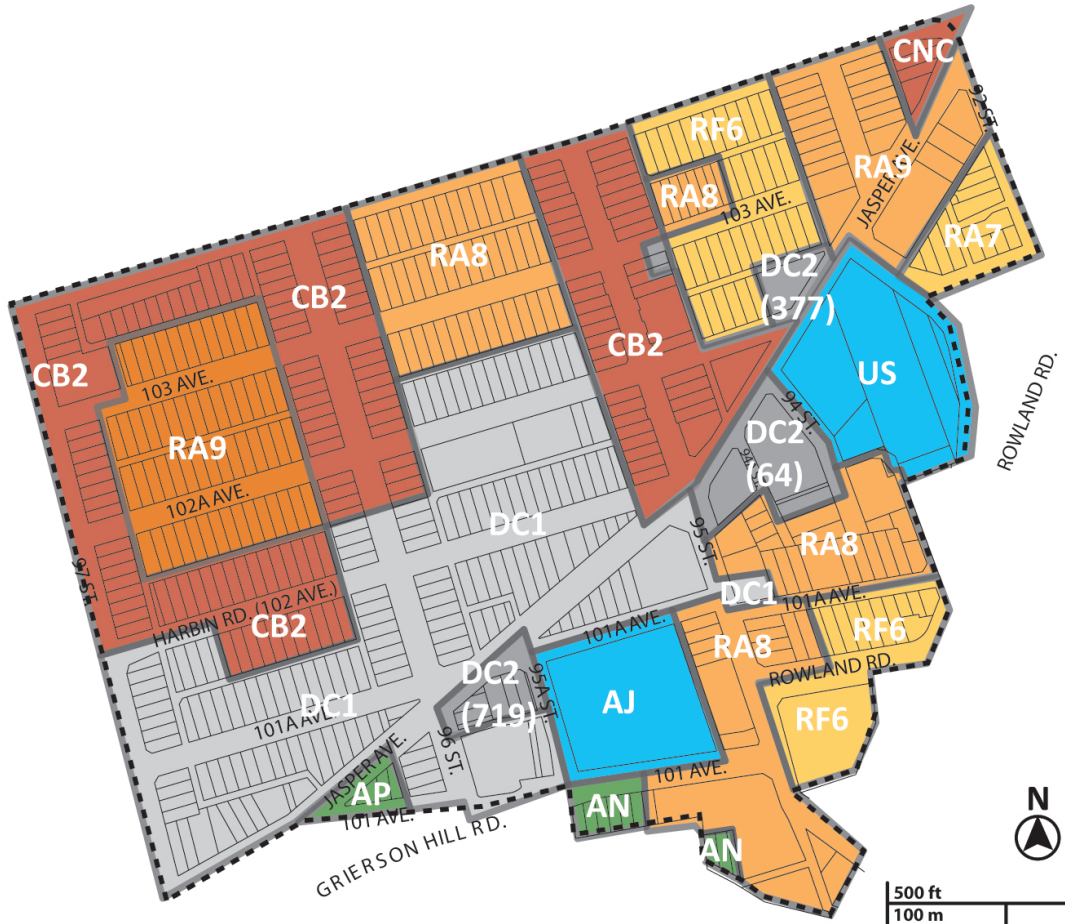 CNC
92 ST.
RF6
RA8
103 AVE.
RA9
JASPER AVE.
RA7
RA8
CB2
DC2
(377)
CB2
CB2
103 AVE.
RA9
102A AVE.
US
ROWLAND RD.
94 ST.
DC2
(64)
94
DC1
95 ST.
RA8
97 ST.
HARBIN RD. (102 AVE.)
CB2
DC1
101A AVE.
101A AVE.
RF6
RA8
ROWLAND RD.
DC2
(719)
95A ST.
AJ
RF6
DC1
101A AVE.
96 ST.
JASPER AVE.
AP
101 AVE.
101 AVE.
AN
AN
GRIERSON HILL RD.
N
500 ft
100 m